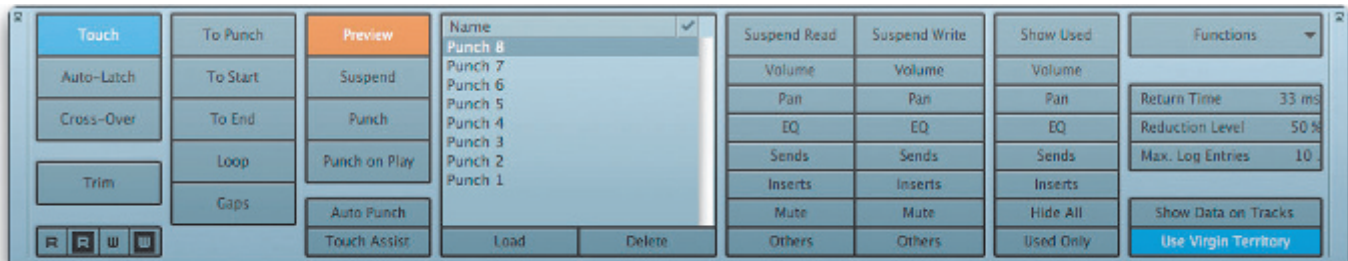 Touch
Auto-Latch
Cross-Over
Trim
R R W W
To Punch
To Start
To End
Loop
Gaps
Preview
Suspend
Punch
Punch on Play
Auto Punch
Touch Assist
Name
Punch 8
Punch 7
Punch 6
Punch 5
Punch 4
Punch 3
Punch 2
Punch 1
Load Delete
Suspend Read
Volume
Pan
EQ
Sends
Inserts
Mute
Others
Suspend Write
Volume
Pan
EQ
Sends
Inserts
Mute
Others
Show Used
Volume
Pan
EQ
Sends
Inserts
Hide All
Used Only
Functions
Return Time 33 ms
Reduction Level 50 %
Max. Log Entries 10
Show Data on Tracks
Use Virgin Territory